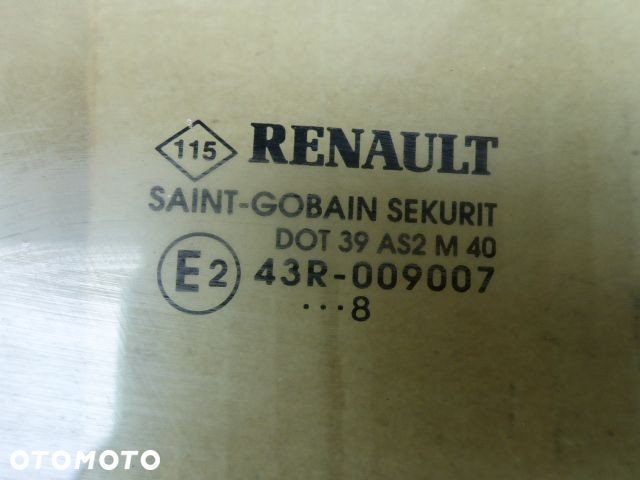 115 RENAULT
SAINT-GOBAIN SEKURIT
DOT 39 AS2 M 40
E2 43R-009007
...8
OTOMOTO